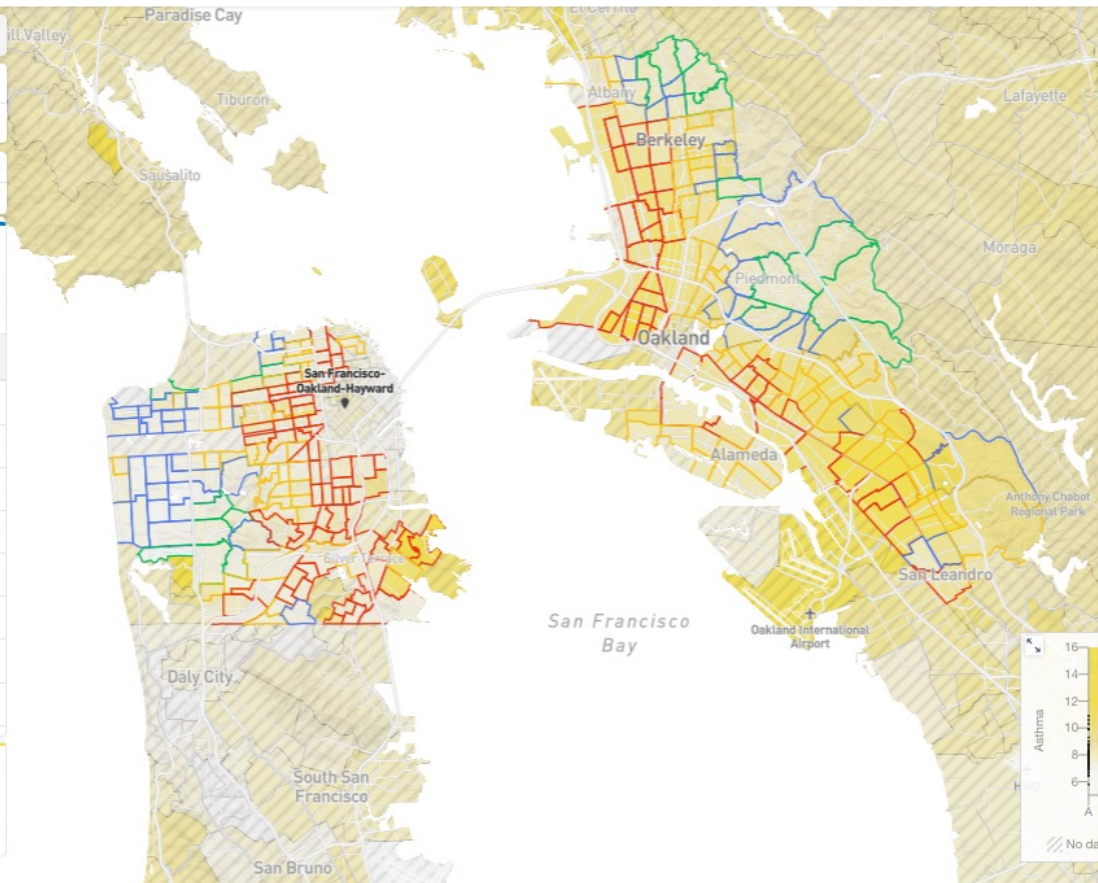 Paradise Cay
El Cerrito
ill Valley
Tiburon
Albany
Lafayette
Berkeley
Sausalito
Moraga
Piedmont
Oakland
San Francisco-
Oakland-Hayward
Alameda
Anthony Chabot
Regional Park
Silver Terrace
San Leandro
San Francisco
Bay
Oakland International
Airport
Daly City
South San
Francisco
San Bruno
16
14
12
10
8
6
Asthma
A
No da